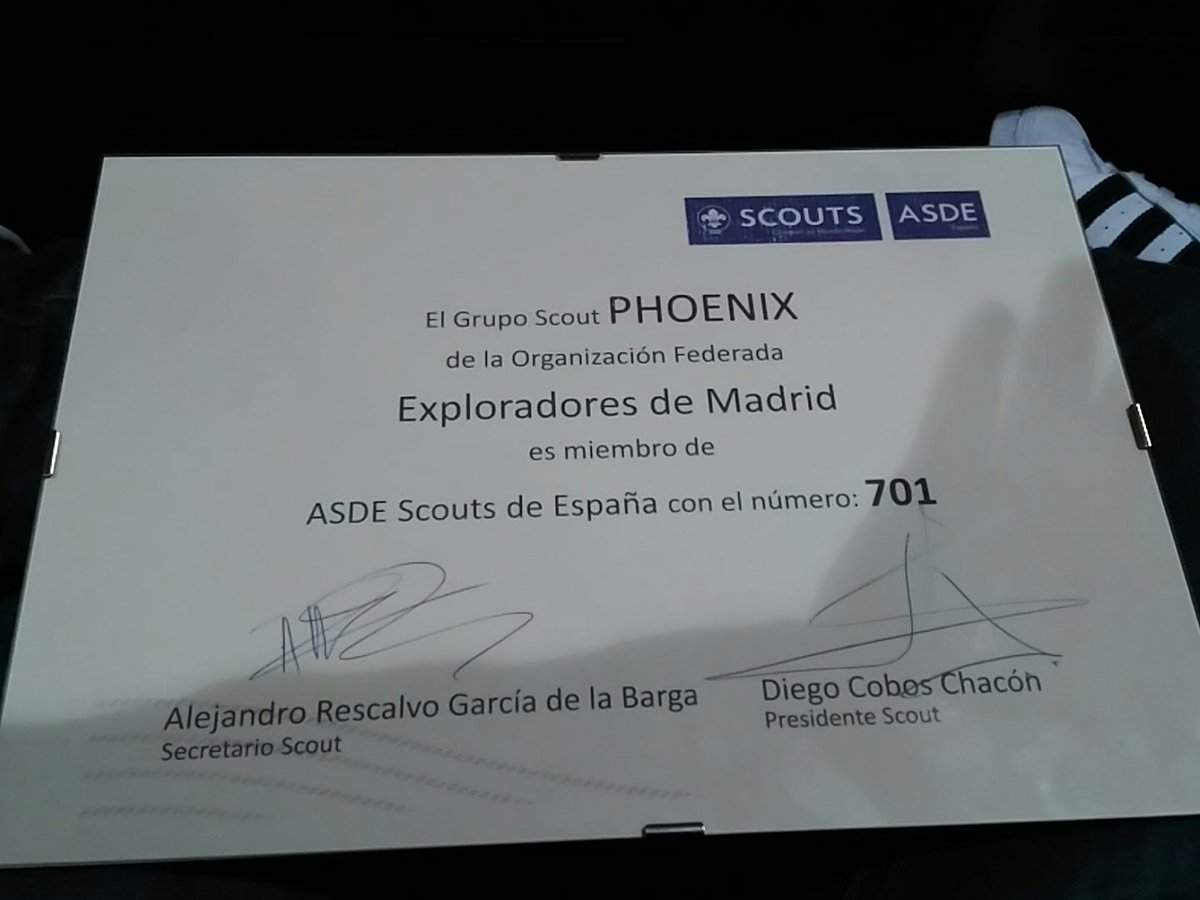 SCOUTS ASDE
El Grupo Scout PHOENIX
de la Organización Federada
Exploradores de Madrid
es miembro de
ASDE Scouts de España con el número: 701
Alejandro Rescalvo García de la Barga
Secretario Scout
Diego Cobos Chacón
Presidente Scout